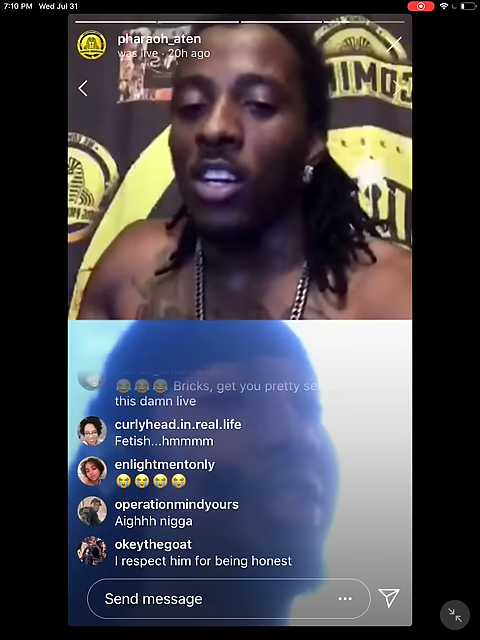 7:10 PM Wed Jul 31
pharaoh_aten
was live · 20h ago
😂😂😂 Bricks, get you pretty
this damn live
curlyhead.in.real.life
Fetish...hmmmm
enlightmentonly
😭😭😭😭
operationmindyours
Aighhh nigga
okeythegoat
I respect him for being honest
Send message